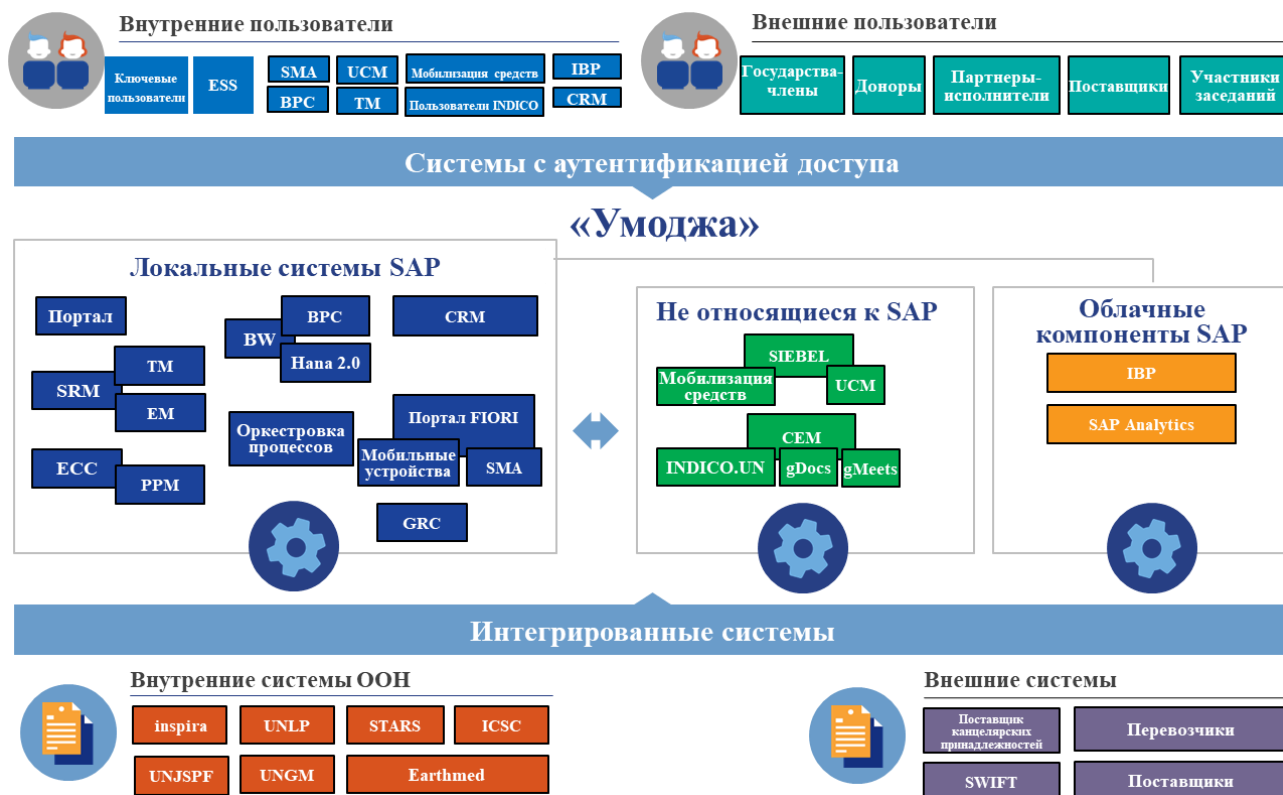 Внутренние пользователи
Ключевые
пользователи
ESS
SMA
UCM
Мобилизация средств
IBP
BPC
TM
Пользователи INDICO
CRM
Внешние пользователи
Государства-
члены
Доноры
Партнеры-
исполнители
Поставщики
Участники
заседаний
Системы с аутентификацией доступа
«Умоджа»
Локальные системы SAP
Портал
BPC
CRM
BW
Hana 2.0
TM
SRM
EM
Оркестровка
процессов
Портал FIORI
Мобильные
устройства
SMA
ECC
PPM
GRC
Не относящиеся к SAP
SIEBEL
Мобилизация
средств
UCM
CEM
INDICO.UN
gDocs
gMeets
Облачные
компоненты SAP
IBP
SAP Analytics
Интегрированные системы
Внутренние системы ООН
inspira
UNLP
STARS
ICSC
UNJSPF
UNGM
Earthmed
Внешние системы
Поставщик
канцелярских
принадлежностей
Перевозчики
SWIFT
Поставщики